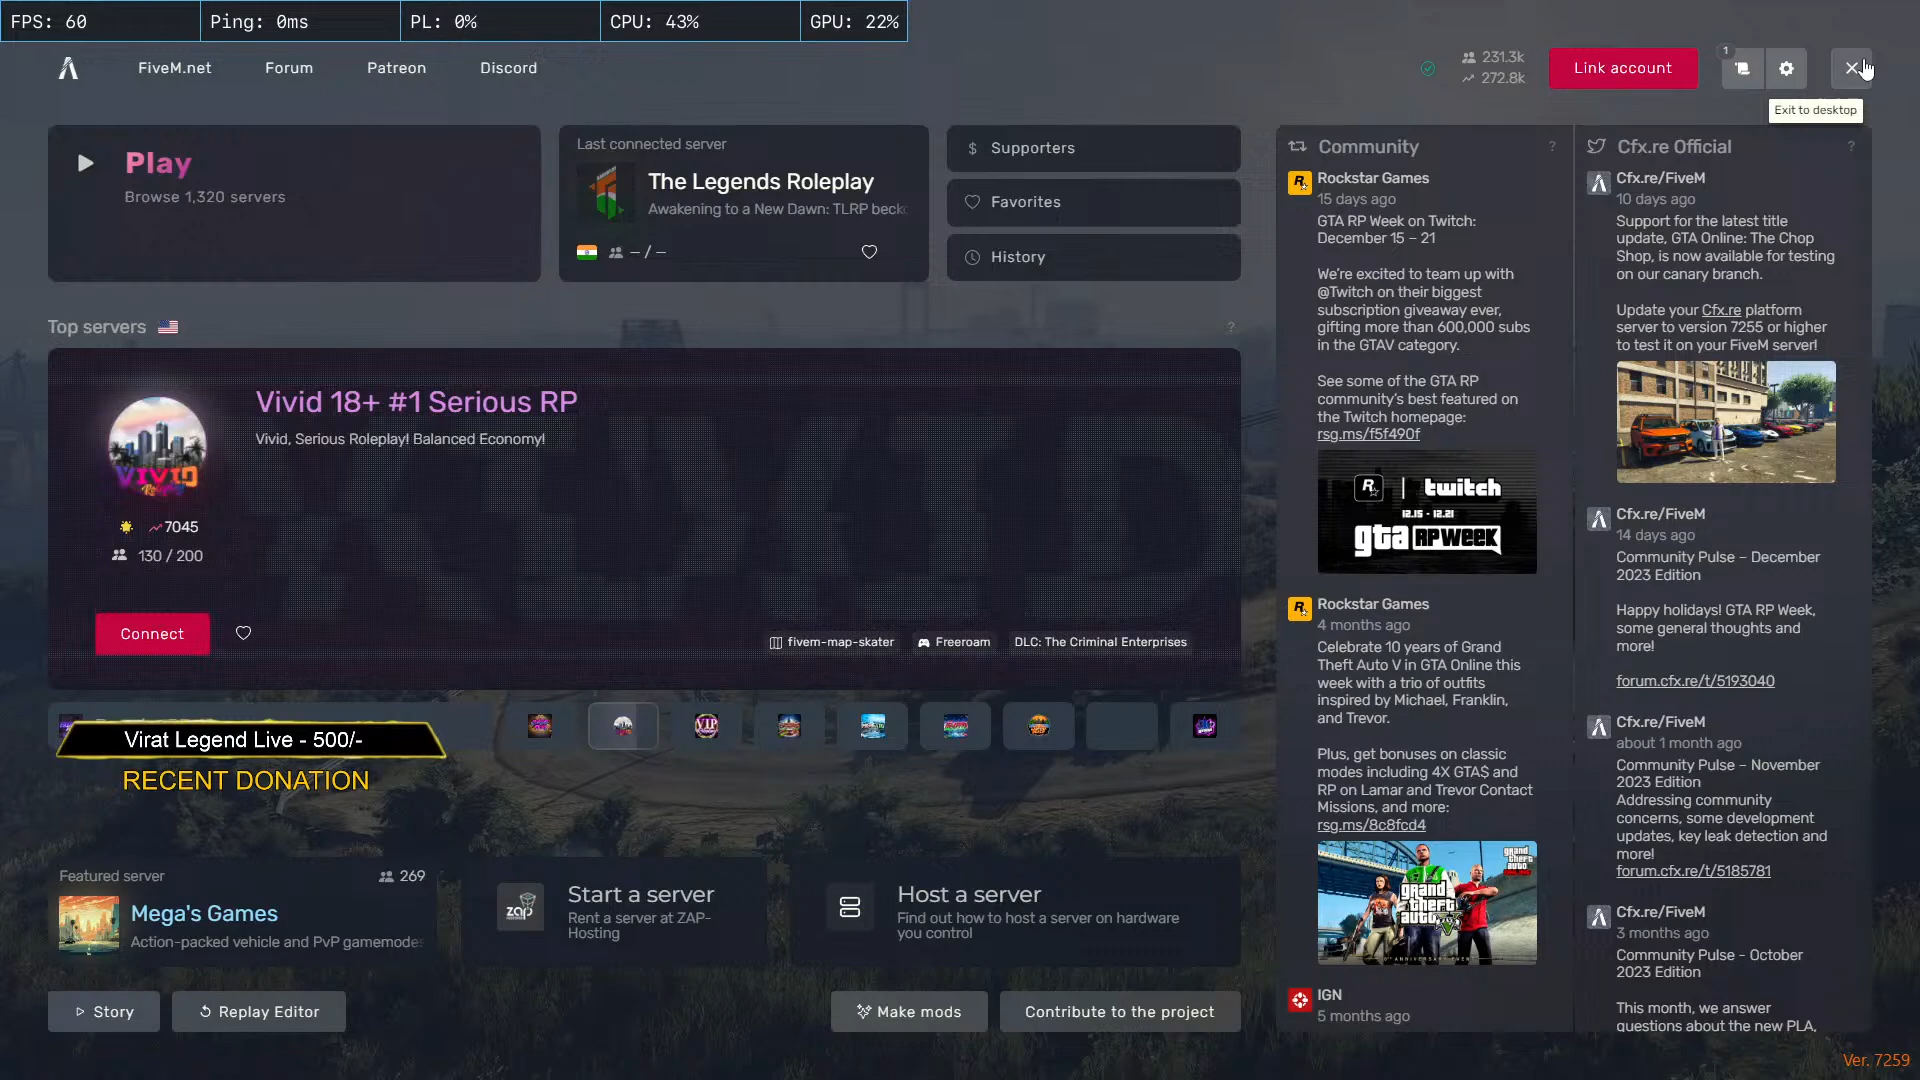 FPS: 60
Ping: 0ms
PL: 0%
CPU: 43%
GPU: 22%
FiveM.net
Forum
Patreon
Discord
231.3k
272.8k
Link account
1
Exit to desktop
Play
Browse 1,320 servers
Last connected server
The Legends Roleplay
Awakening to a New Dawn: TLRP becko
– / –
Supporters
Favorites
History
Top servers
?
Vivid 18+ #1 Serious RP
Vivid, Serious Roleplay! Balanced Economy!
VIVID
7045
130 / 200
Connect
fivem-map-skater
Freeroam
DLC: The Criminal Enterprises
VIP
Virat Legend Live - 500/-
RECENT DONATION
Featured server
269
Mega's Games
Action-packed vehicle and PvP gamemodes
zap
Start a server
Rent a server at ZAP-
Hosting
Host a server
Find out how to host a server on hardware
you control
Story
Replay Editor
Make mods
Contribute to the project
Community
?
Rockstar Games
15 days ago
GTA RP Week on Twitch:
December 15 – 21
We're excited to team up with
@Twitch on their biggest
subscription giveaway ever,
gifting more than 600,000 subs
in the GTAV category.
See some of the GTA RP
community's best featured on
the Twitch homepage:
rsg.ms/f5f490f
R
twitch
12.15 - 12.21
gta RP WEEK
Rockstar Games
4 months ago
Celebrate 10 years of Grand
Theft Auto V in GTA Online this
week with a trio of outfits
inspired by Michael, Franklin,
and Trevor.
Plus, get bonuses on classic
modes including 4X GTA$ and
RP on Lamar and Trevor Contact
Missions, and more:
rsg.ms/8c8fcd4
grand
theft
auto
V
IGN
5 months ago
Cfx.re Official
?
Cfx.re/FiveM
10 days ago
Support for the latest title
update, GTA Online: The Chop
Shop, is now available for testing
on our canary branch.
Update your Cfx.re platform
server to version 7255 or higher
to test it on your FiveM server!
Cfx.re/FiveM
14 days ago
Community Pulse – December
2023 Edition
Happy holidays! GTA RP Week,
some general thoughts and
more!
forum.cfx.re/t/5193040
Cfx.re/FiveM
about 1 month ago
Community Pulse – November
2023 Edition
Addressing community
concerns, some development
updates, key leak detection and
more!
forum.cfx.re/t/5185781
Cfx.re/FiveM
3 months ago
Community Pulse - October
2023 Edition
This month, we answer
questions about the new PLA,
Ver. 7259